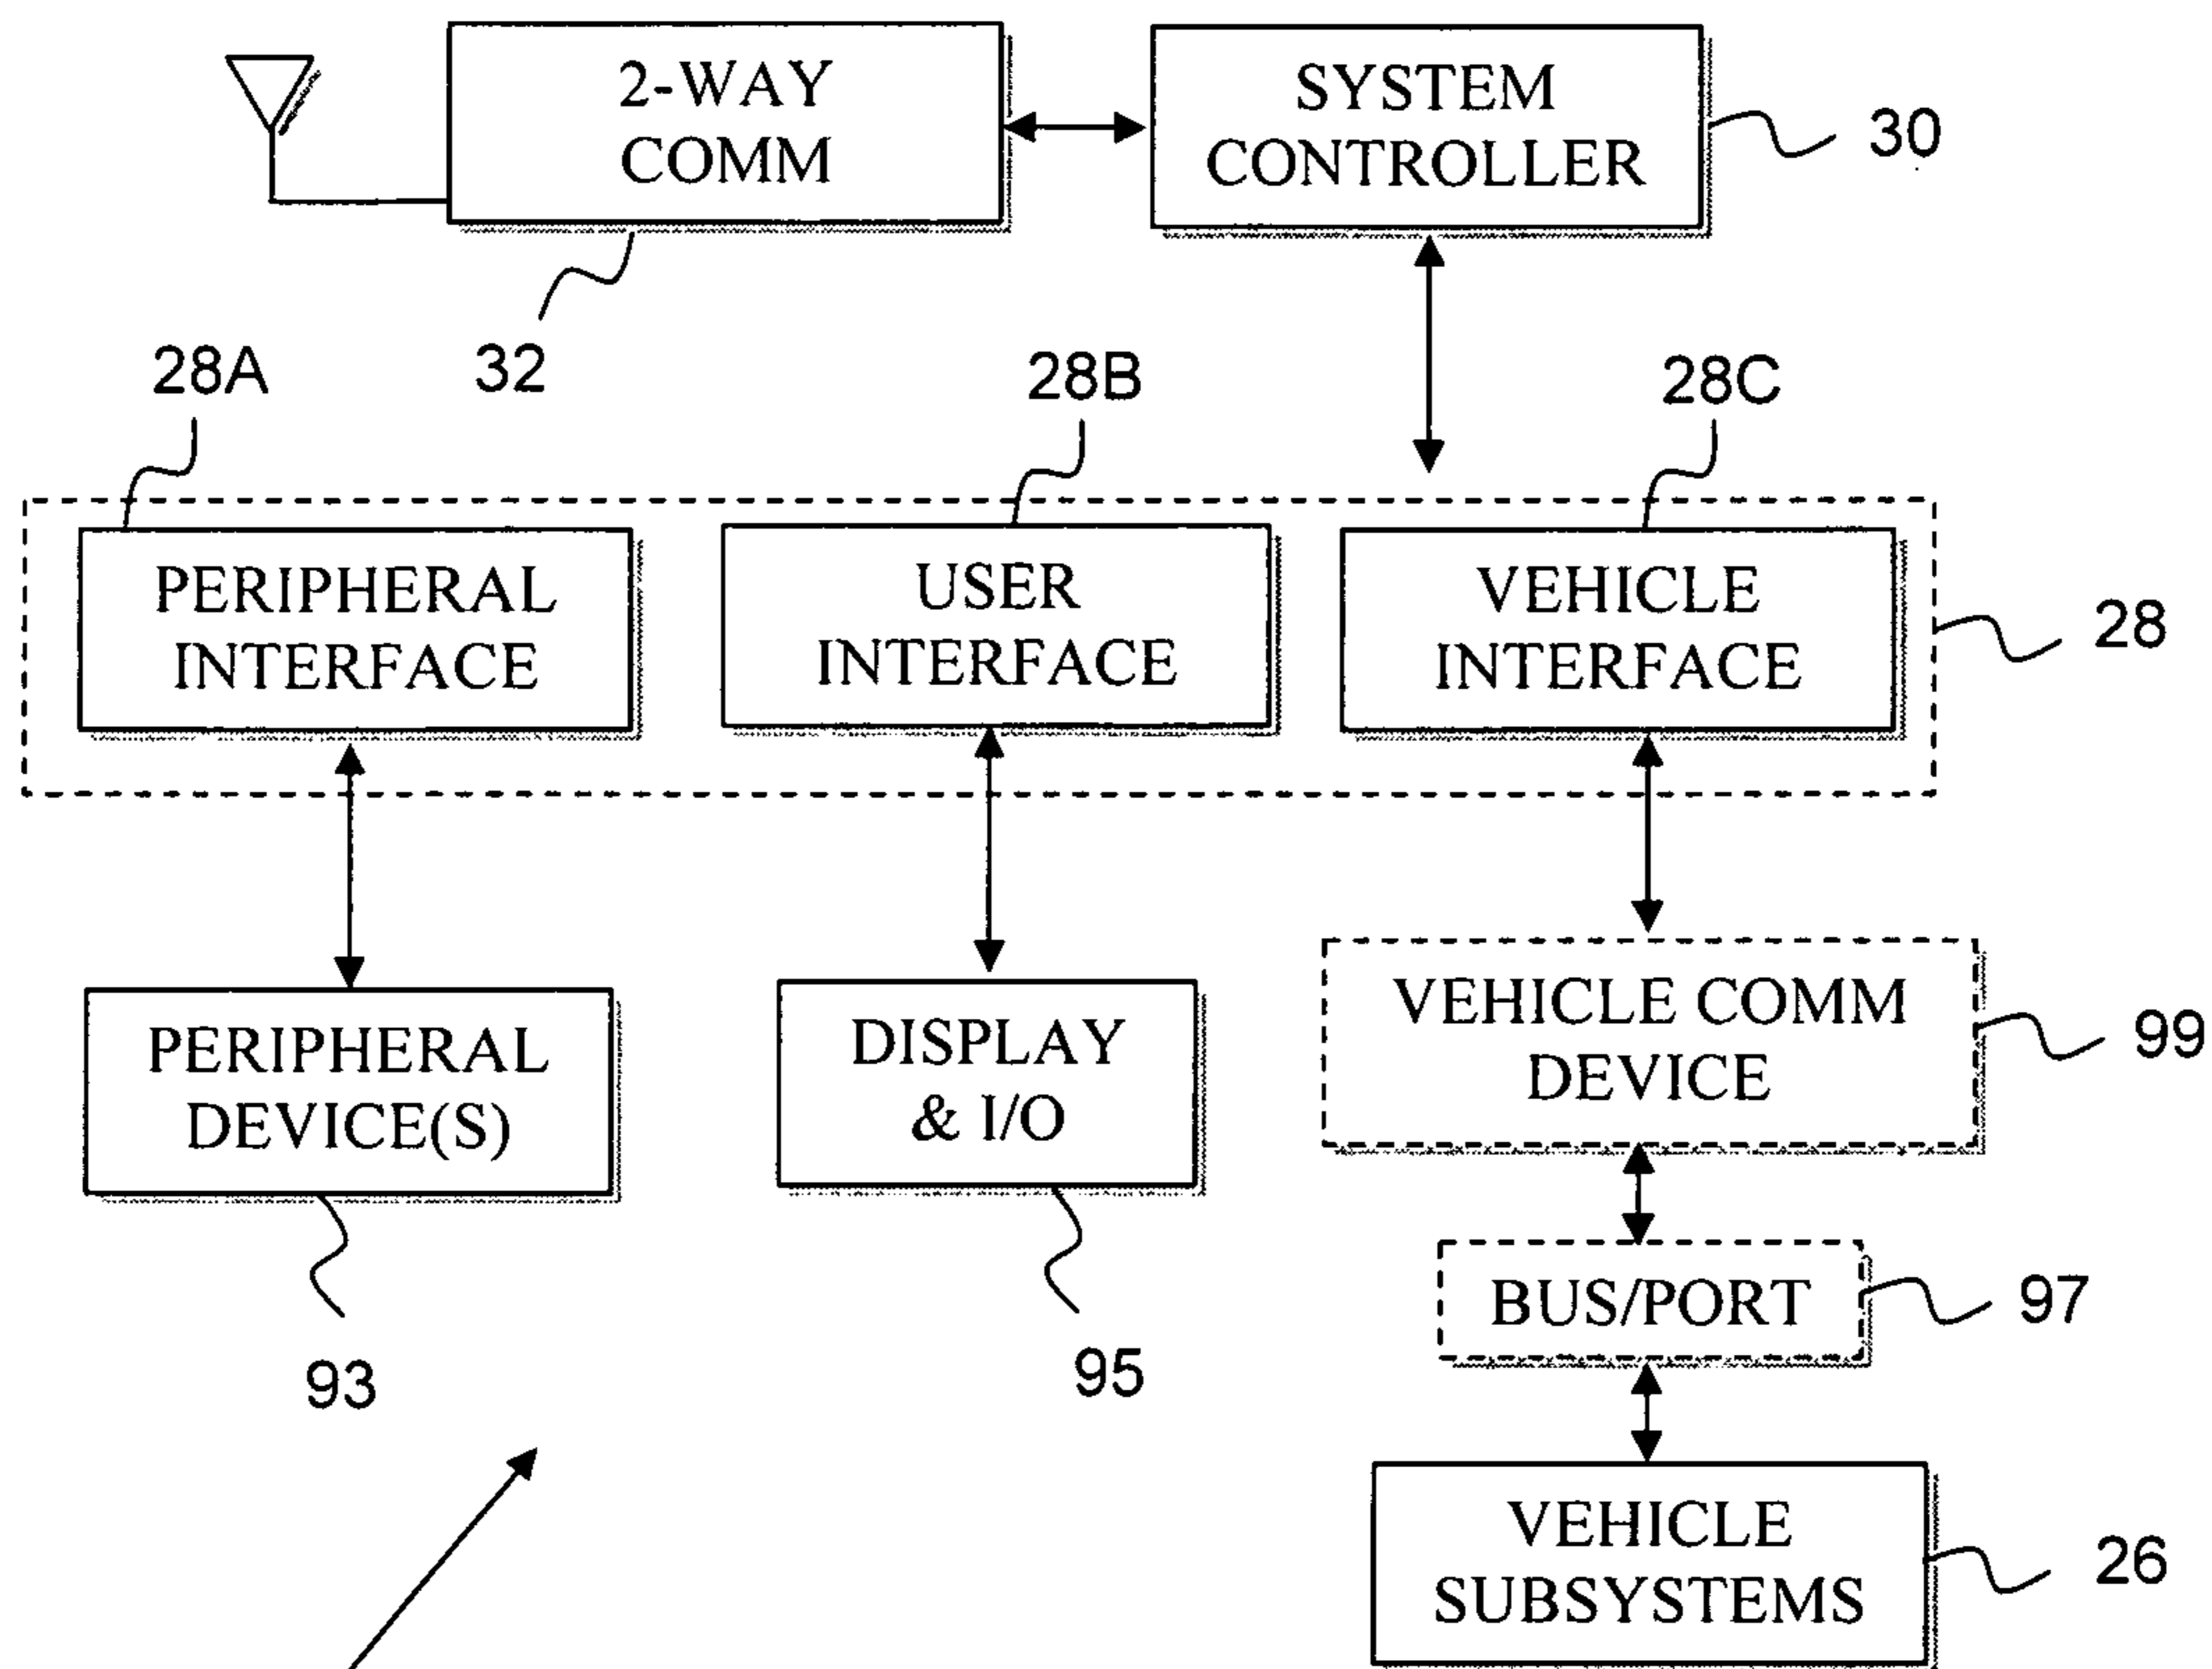 2-WAY
COMM
SYSTEM
CONTROLLER
30
32
28A
28B
28C
PERIPHERAL
INTERFACE
USER
INTERFACE
VEHICLE
INTERFACE
28
PERIPHERAL
DEVICE(S)
DISPLAY
& I/O
VEHICLE COMM
DEVICE
99
BUS/PORT
97
93
95
VEHICLE
SUBSYSTEMS
26